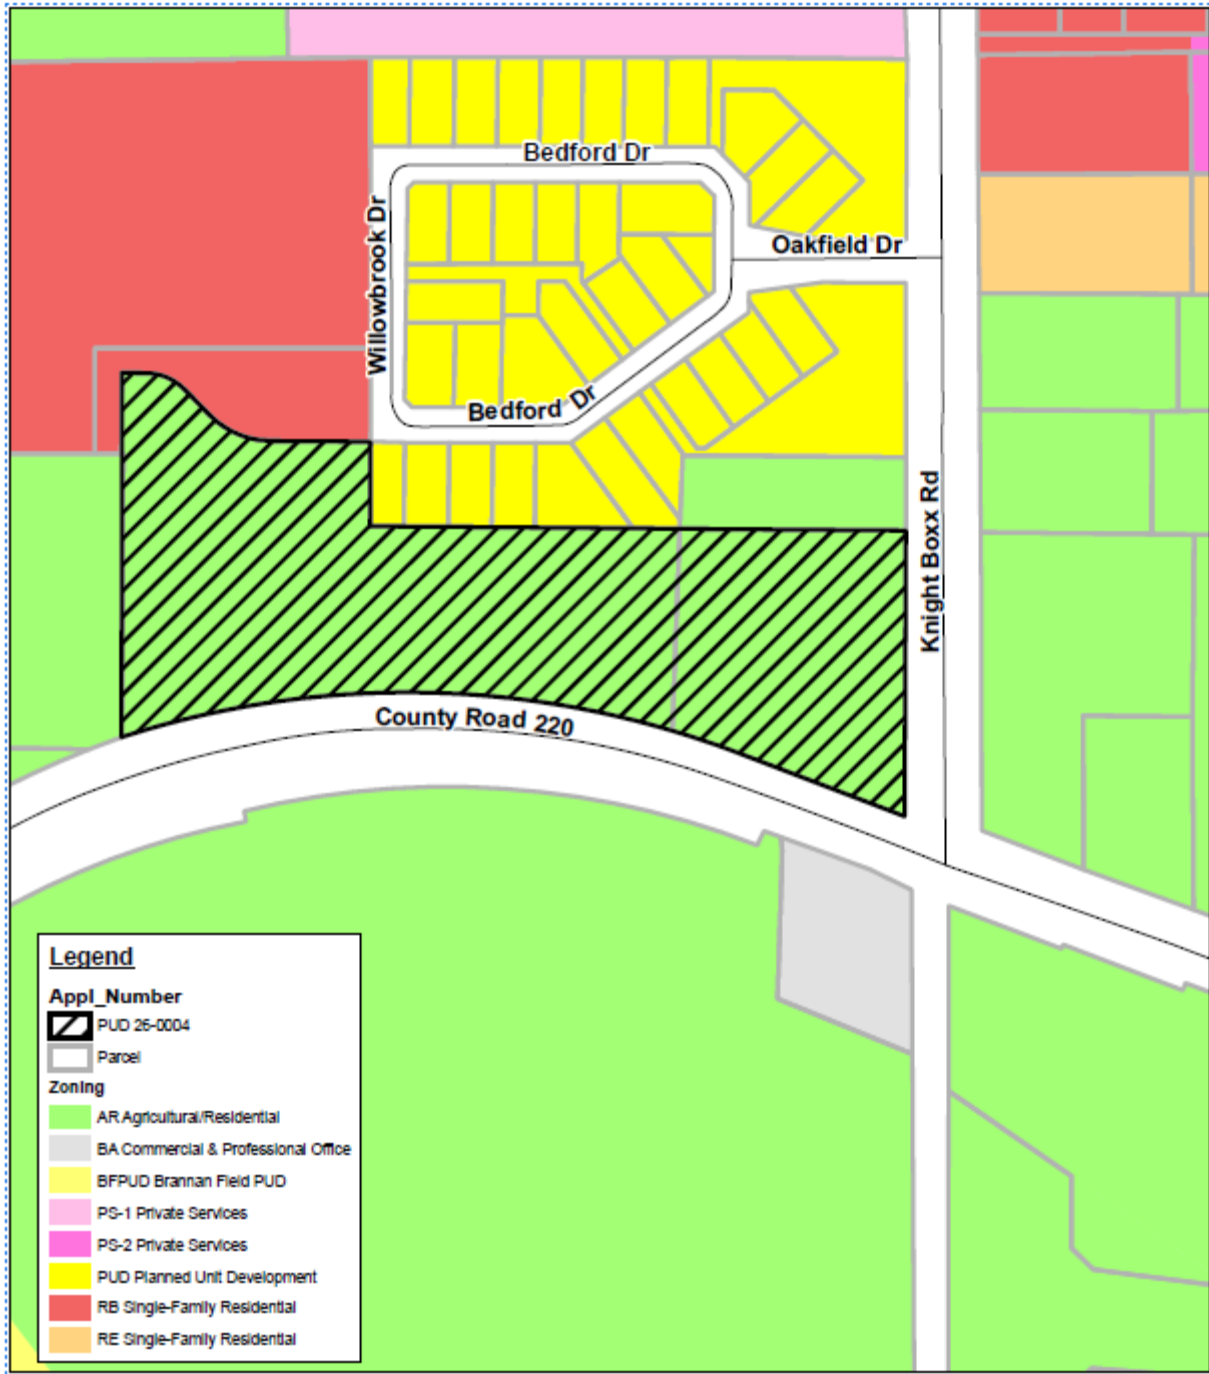 Bedford Dr
Willowbrook Dr
Oakfield Dr
Bedford Dr
Knight Boxx Rd
County Road 220
Legend
Appl_Number
PUD 26-0004
Parcel
Zoning
AR Agricultural/Residential
BA Commercial & Professional Office
BFPUD Brannan Field PUD
PS-1 Private Services
PS-2 Private Services
PUD Planned Unit Development
RB Single-Family Residential
RE Single-Family Residential